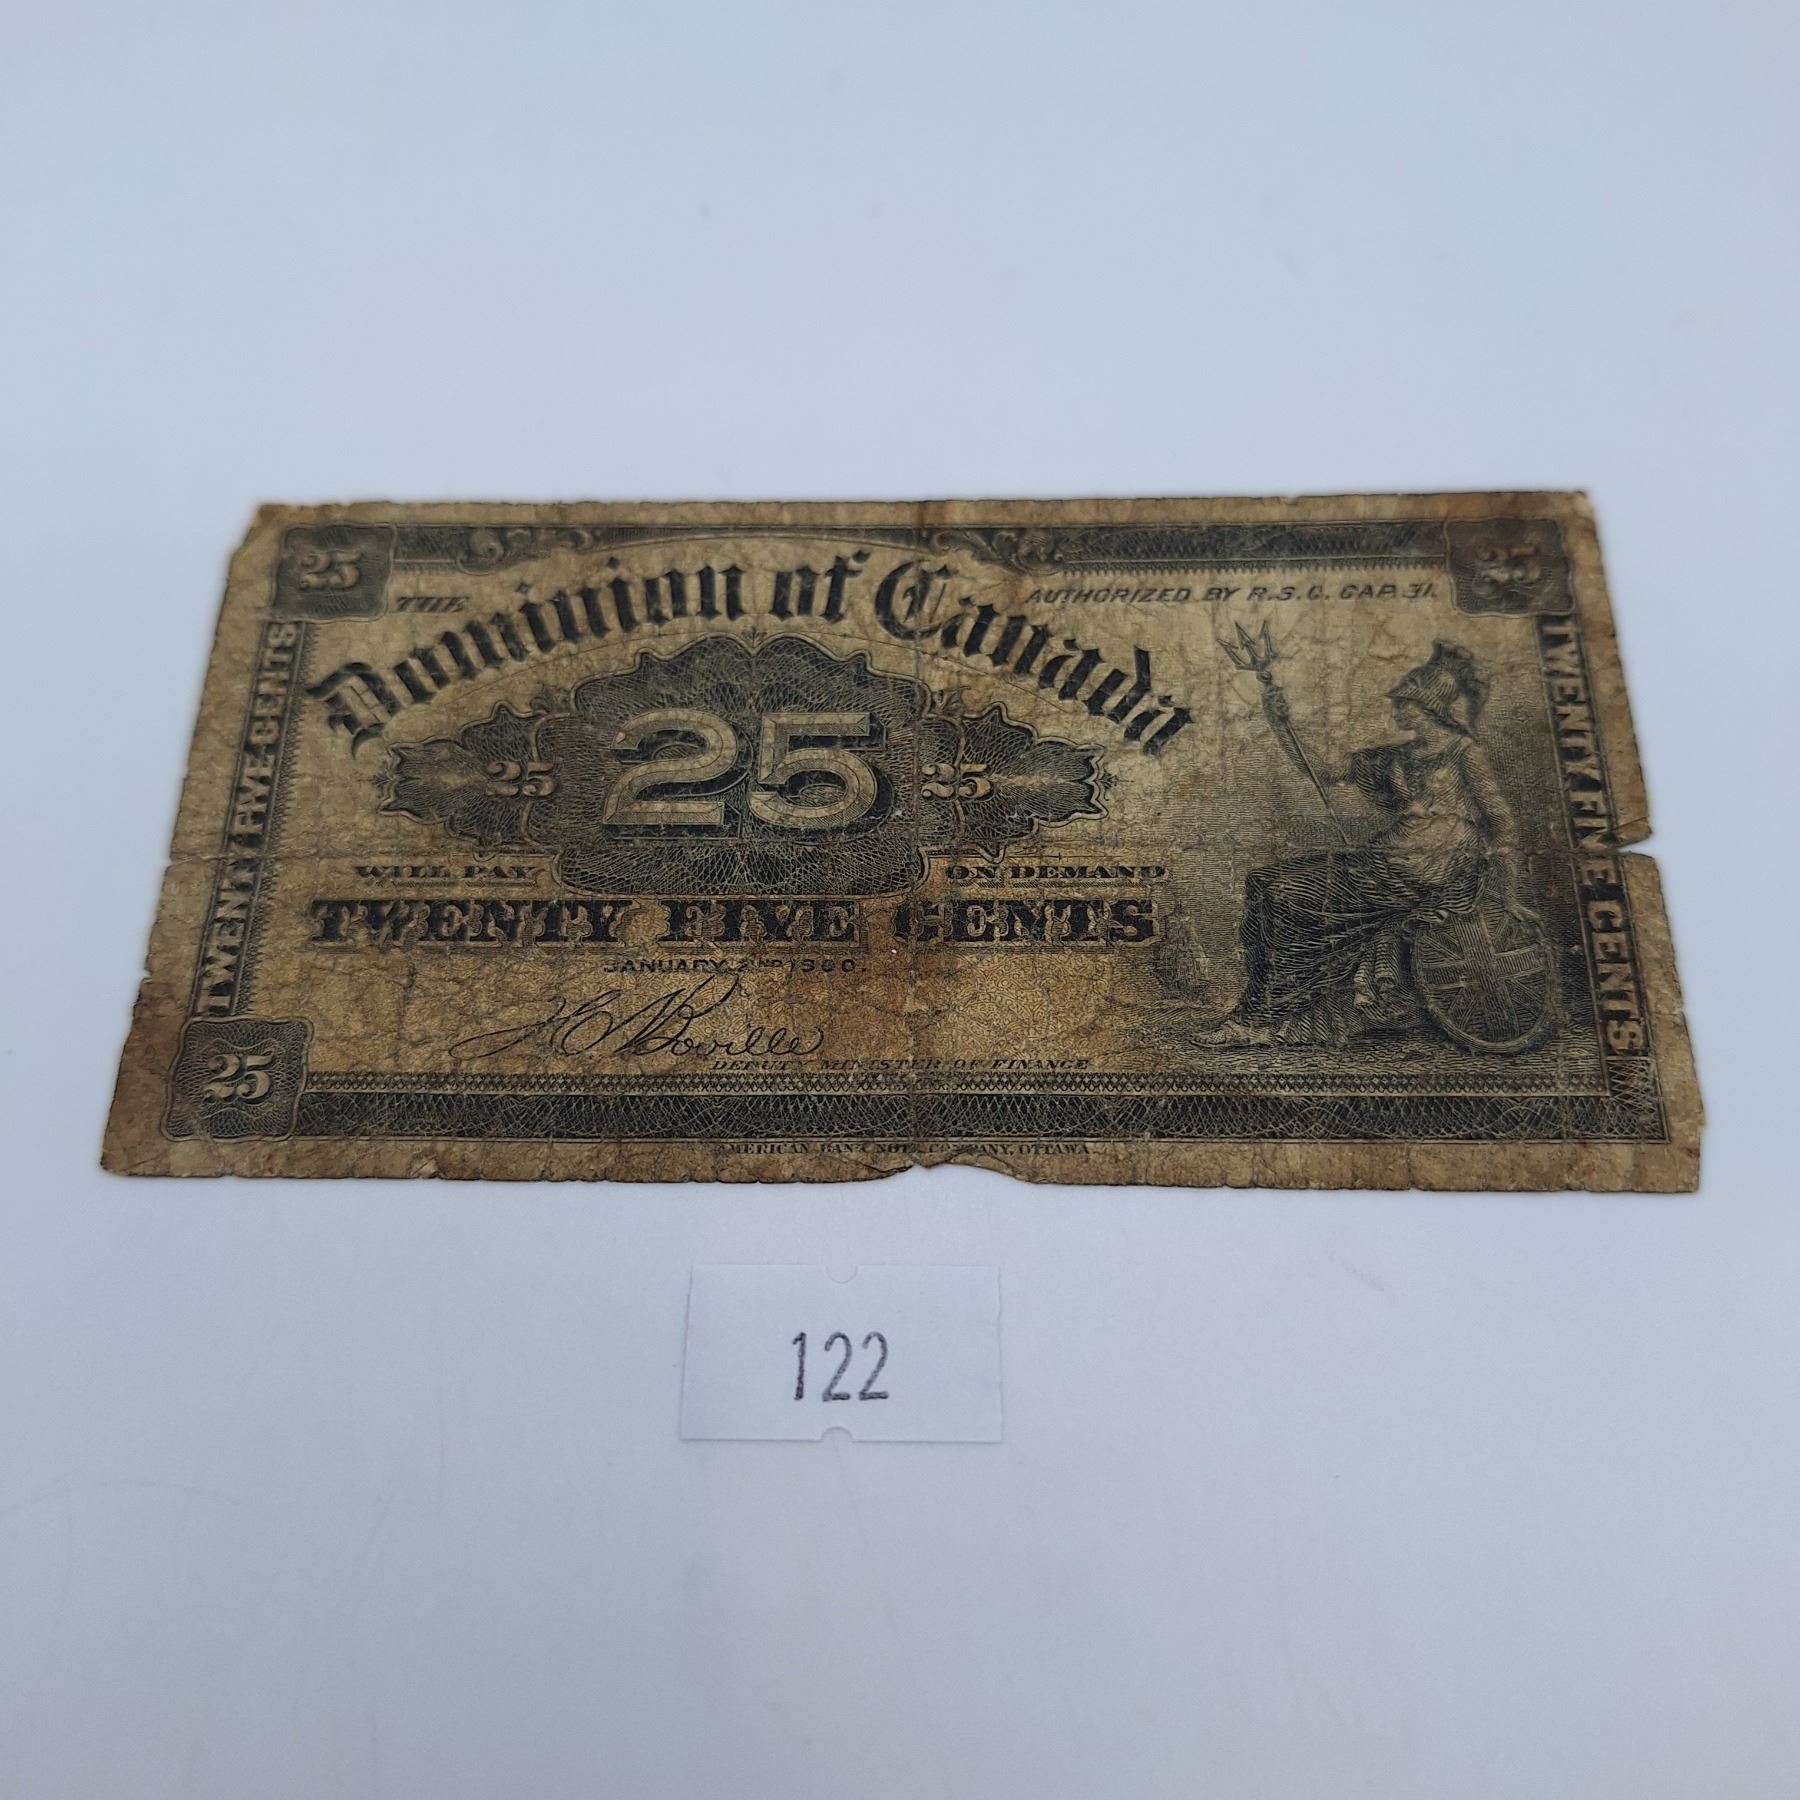 25
25
THE
Dominion of Canada
AUTHORIZED BY R.S.C. CAP. 31.
TWENTY FIVE CENTS
TWENTY FIVE CENTS
25
25
25
WILL PAY
ON DEMAND
TWENTY FIVE CENTS
JANUARY 2ND 1900.
J C Boville
DEPUTY MINISTER OF FINANCE
25
AMERICAN BANK NOTE COMPANY, OTTAWA.
122